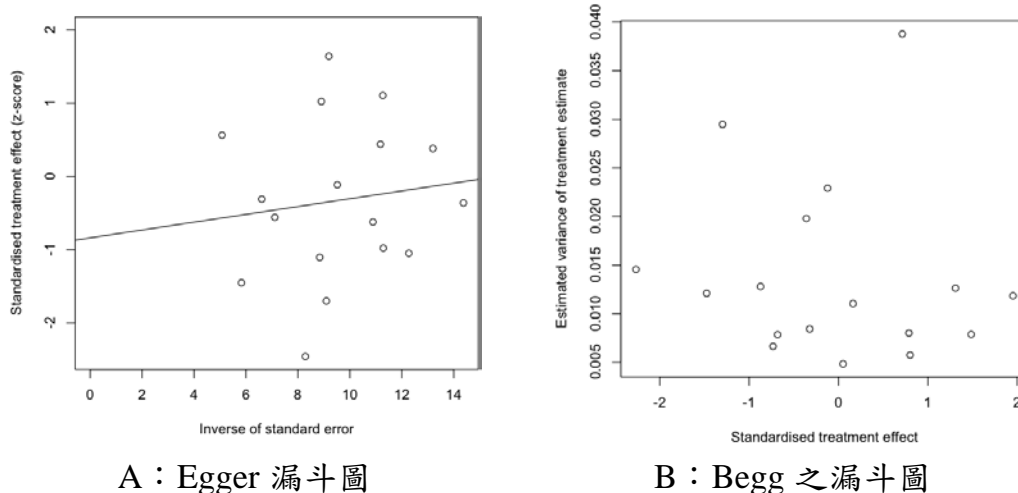 Standardised treatment effect (z-score)
2
1
0
-1
-2
0 2 4 6 8 10 12 14
Inverse of standard error
A：Egger 漏斗圖
Estimated variance of treatment estimate
0.040
0.035
0.030
0.025
0.020
0.015
0.010
0.005
-2 -1 0 1 2
Standardised treatment effect
B：Begg 之漏斗圖